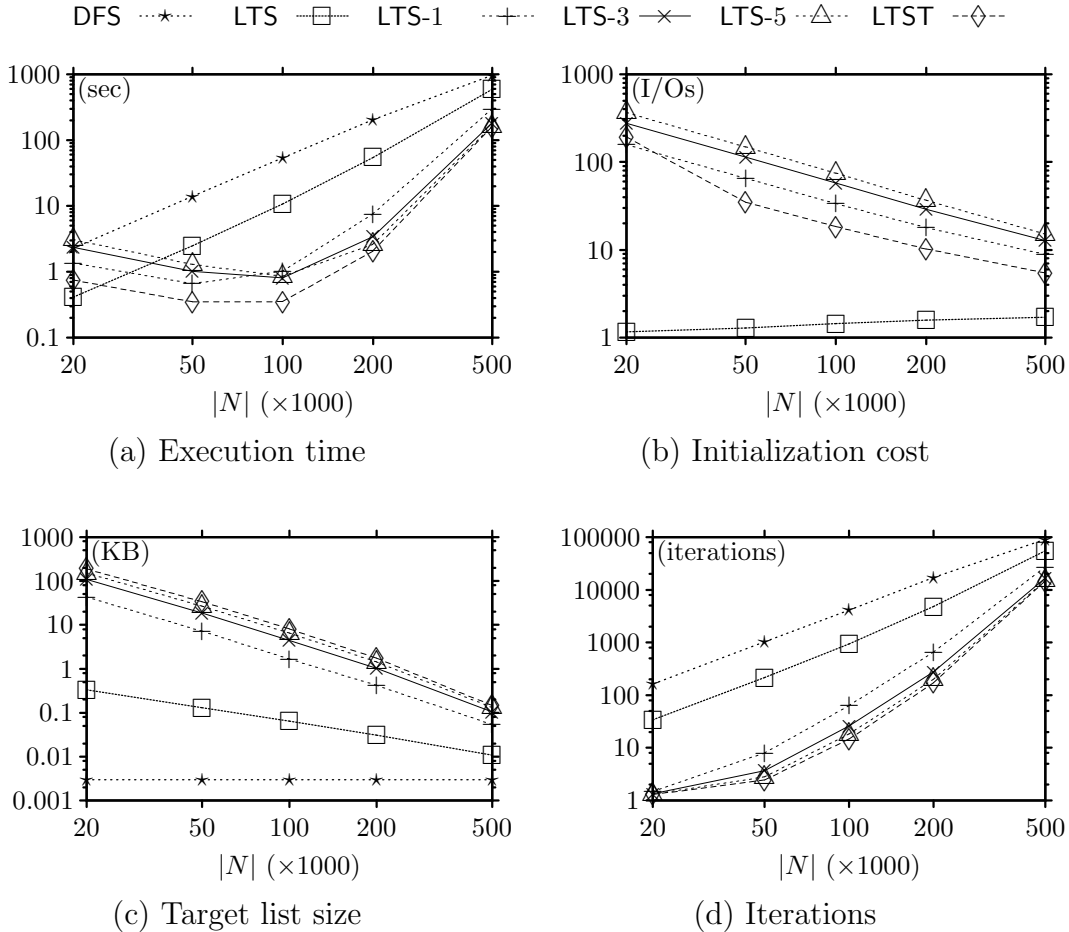 DFS LTS LTS-1 LTS-3 LTS-5 LTST
1000
100
10
1
0.1
(sec)
20 50 100 200 500
|N| (×1000)
(a) Execution time
1000
100
10
1
(I/Os)
20 50 100 200 500
|N| (×1000)
(b) Initialization cost
1000
100
10
1
0.1
0.01
0.001
(KB)
20 50 100 200 500
|N| (×1000)
(c) Target list size
100000
10000
1000
100
10
1
(iterations)
20 50 100 200 500
|N| (×1000)
(d) Iterations